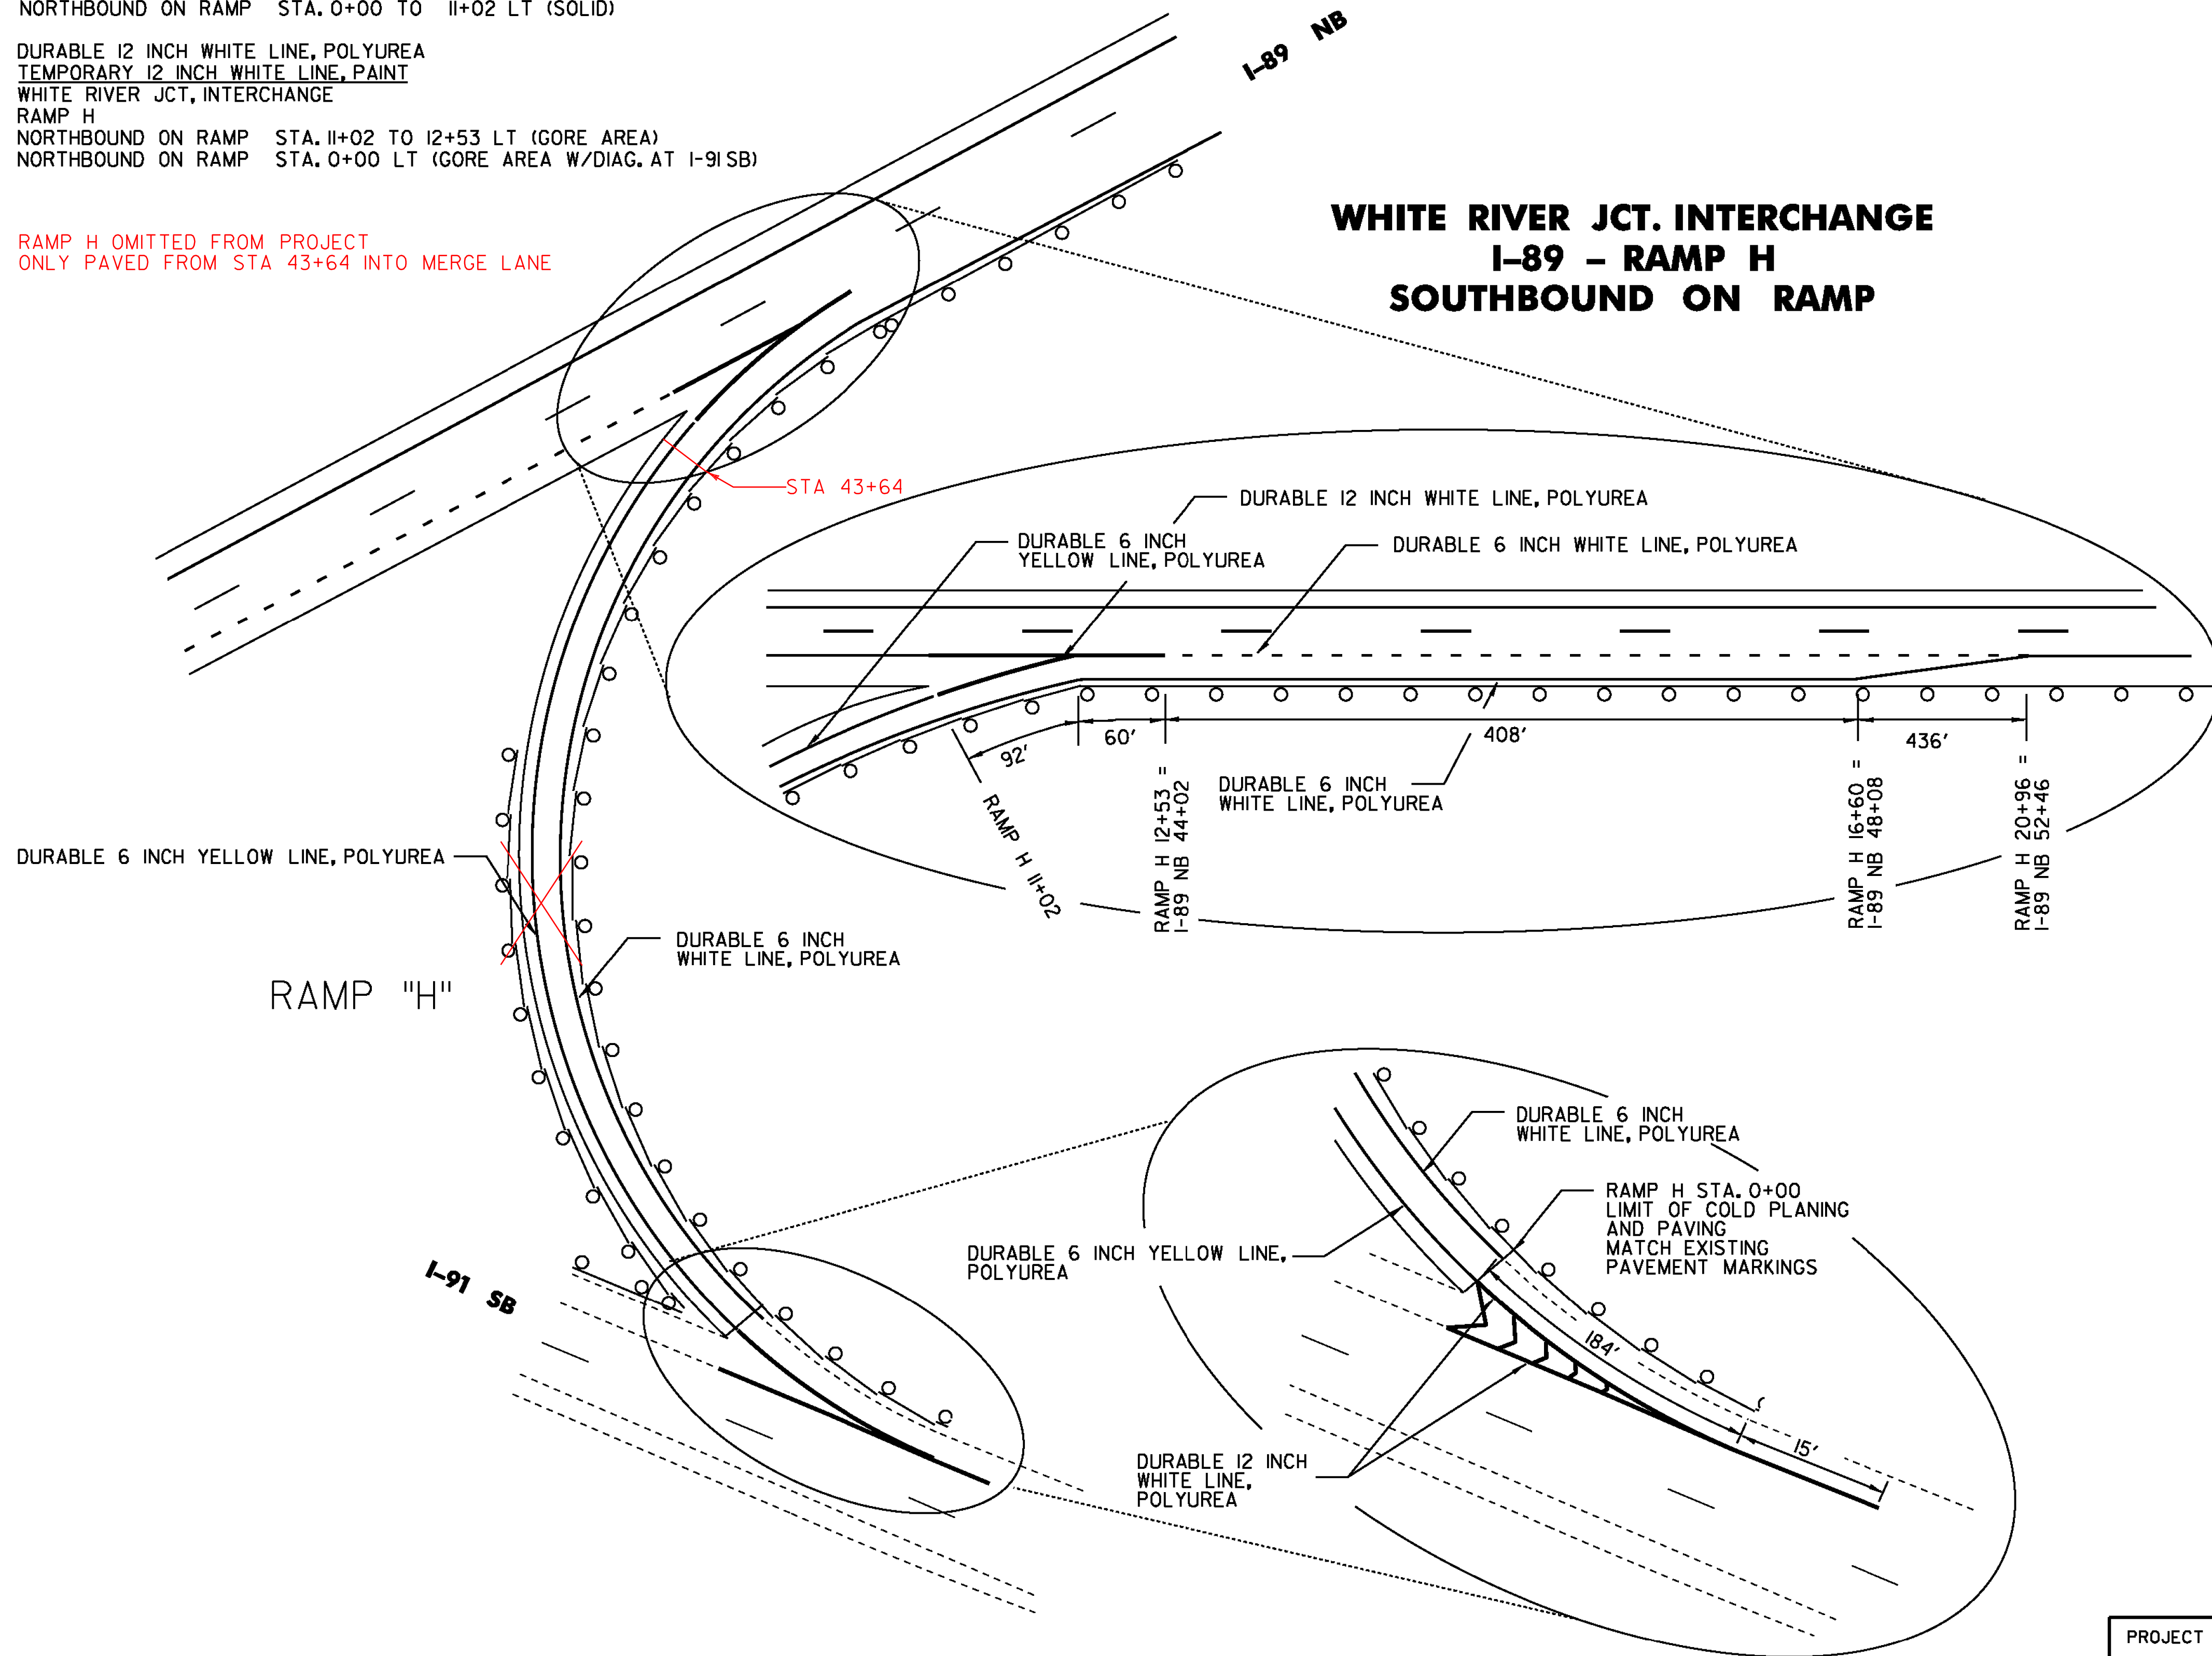 NORTHBOUND ON RAMP STA. 0+00 TO 11+02 LT (SOLID)
DURABLE 12 INCH WHITE LINE, POLYUREA
TEMPORARY 12 INCH WHITE LINE, PAINT
WHITE RIVER JCT, INTERCHANGE
RAMP H
NORTHBOUND ON RAMP STA. 11+02 TO 12+53 LT (GORE AREA)
NORTHBOUND ON RAMP STA. 0+00 LT (GORE AREA W/DIAG. AT I-91 SB)
RAMP H OMITTED FROM PROJECT
ONLY PAVED FROM STA 43+64 INTO MERGE LANE
I-89 NB
WHITE RIVER JCT. INTERCHANGE
I-89 - RAMP H
SOUTHBOUND ON RAMP
STA 43+64
DURABLE 12 INCH WHITE LINE, POLYUREA
DURABLE 6 INCH
YELLOW LINE, POLYUREA
DURABLE 6 INCH WHITE LINE, POLYUREA
92'
60'
408'
436'
RAMP H 11+02
RAMP H 12+53 =
I-89 NB 44+02
DURABLE 6 INCH
WHITE LINE, POLYUREA
RAMP H 16+60 =
I-89 NB 48+08
RAMP H 20+96 =
I-89 NB 52+46
DURABLE 6 INCH YELLOW LINE, POLYUREA
DURABLE 6 INCH
WHITE LINE, POLYUREA
RAMP "H"
I-91 SB
DURABLE 6 INCH
WHITE LINE, POLYUREA
RAMP H STA. 0+00
LIMIT OF COLD PLANING
AND PAVING
MATCH EXISTING
PAVEMENT MARKINGS
DURABLE 6 INCH YELLOW LINE,
POLYUREA
184'
15'
DURABLE 12 INCH
WHITE LINE,
POLYUREA
PROJECT